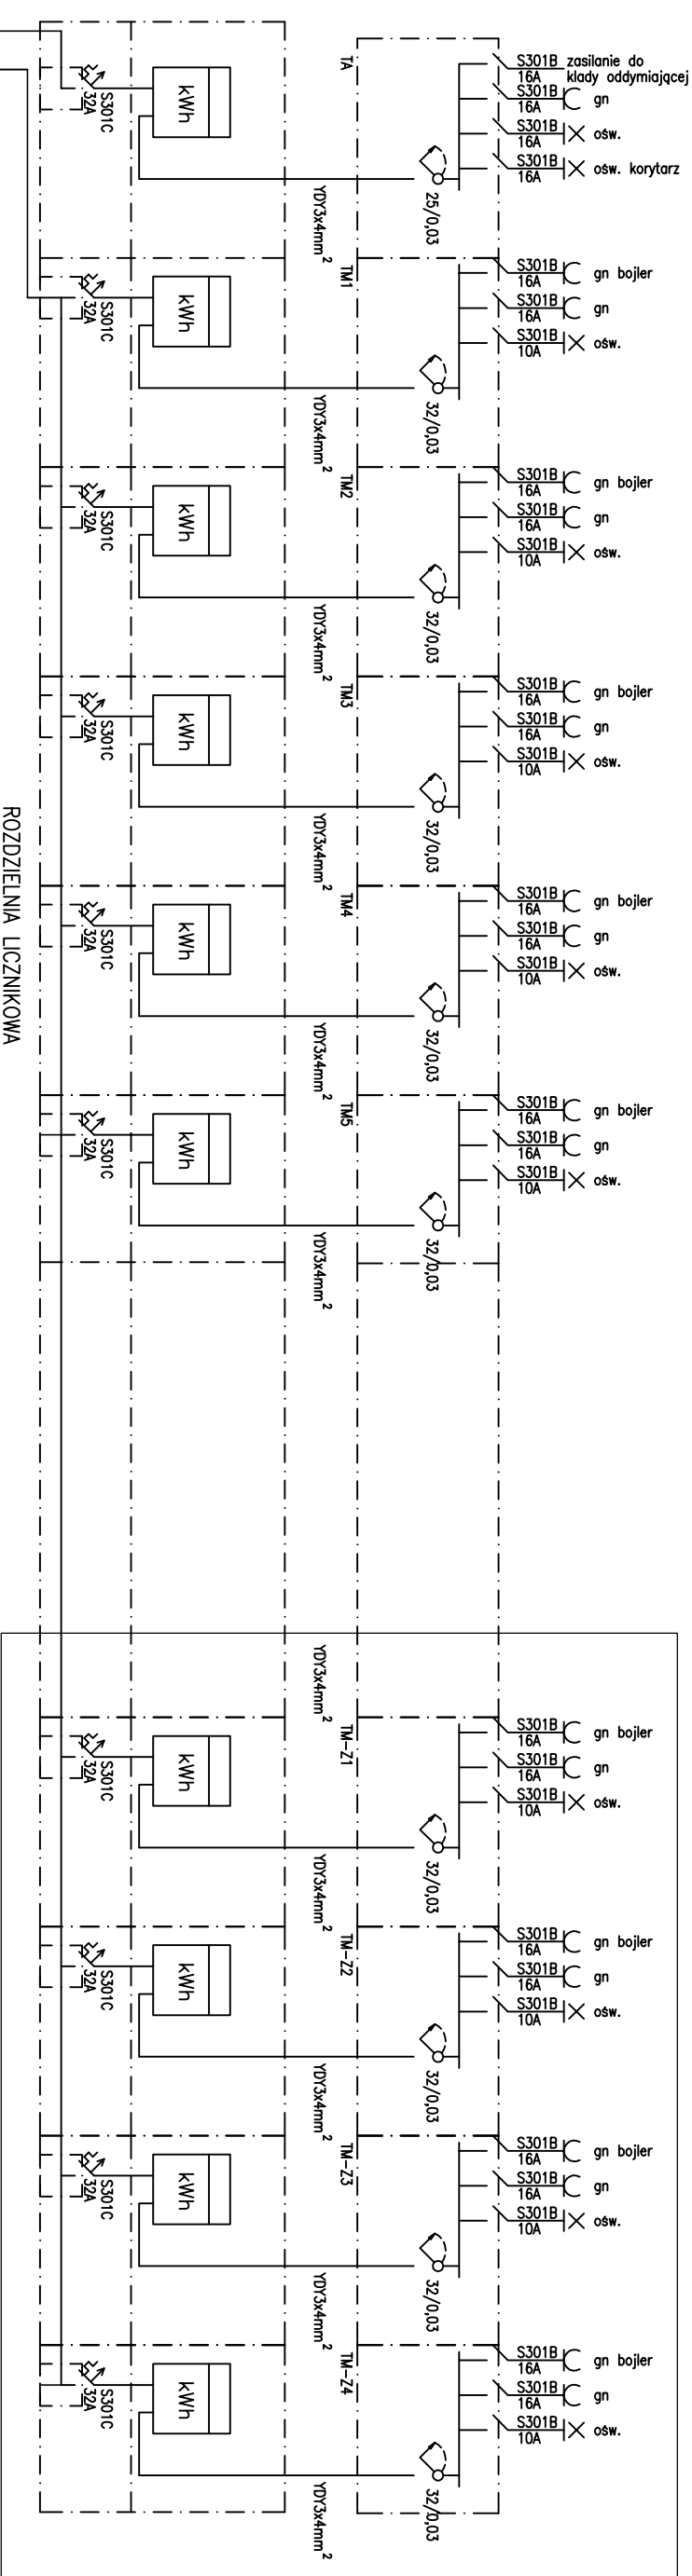 TA
S301B zasilanie do
16A klady oddymiającej
S301B gn
16A
S301B ośw.
16A
S301B ośw. korytarz
16A
25/0,03
YDY3x4mm²
kWh
S301C
32A
TM1
S301B gn bojler
16A
S301B gn
16A
S301B ośw.
10A
32/0,03
YDY3x4mm²
kWh
S301C
32A
TM2
S301B gn bojler
16A
S301B gn
16A
S301B ośw.
10A
32/0,03
YDY3x4mm²
kWh
S301C
32A
TM3
S301B gn bojler
16A
S301B gn
16A
S301B ośw.
10A
32/0,03
YDY3x4mm²
kWh
S301C
32A
TM4
S301B gn bojler
16A
S301B gn
16A
S301B ośw.
10A
32/0,03
YDY3x4mm²
kWh
S301C
32A
TM5
S301B gn bojler
16A
S301B gn
16A
S301B ośw.
10A
32/0,03
YDY3x4mm²
kWh
S301C
32A
ROZDZIELNIA LICZNIKOWA
YDY3x4mm²
TM-Z1
S301B gn bojler
16A
S301B gn
16A
S301B ośw.
10A
32/0,03
YDY3x4mm²
kWh
S301C
32A
TM-Z2
S301B gn bojler
16A
S301B gn
16A
S301B ośw.
10A
32/0,03
YDY3x4mm²
kWh
S301C
32A
TM-Z3
S301B gn bojler
16A
S301B gn
16A
S301B ośw.
10A
32/0,03
YDY3x4mm²
kWh
S301C
32A
TM-Z4
S301B gn bojler
16A
S301B gn
16A
S301B ośw.
10A
32/0,03
YDY3x4mm²
kWh
S301C
32A